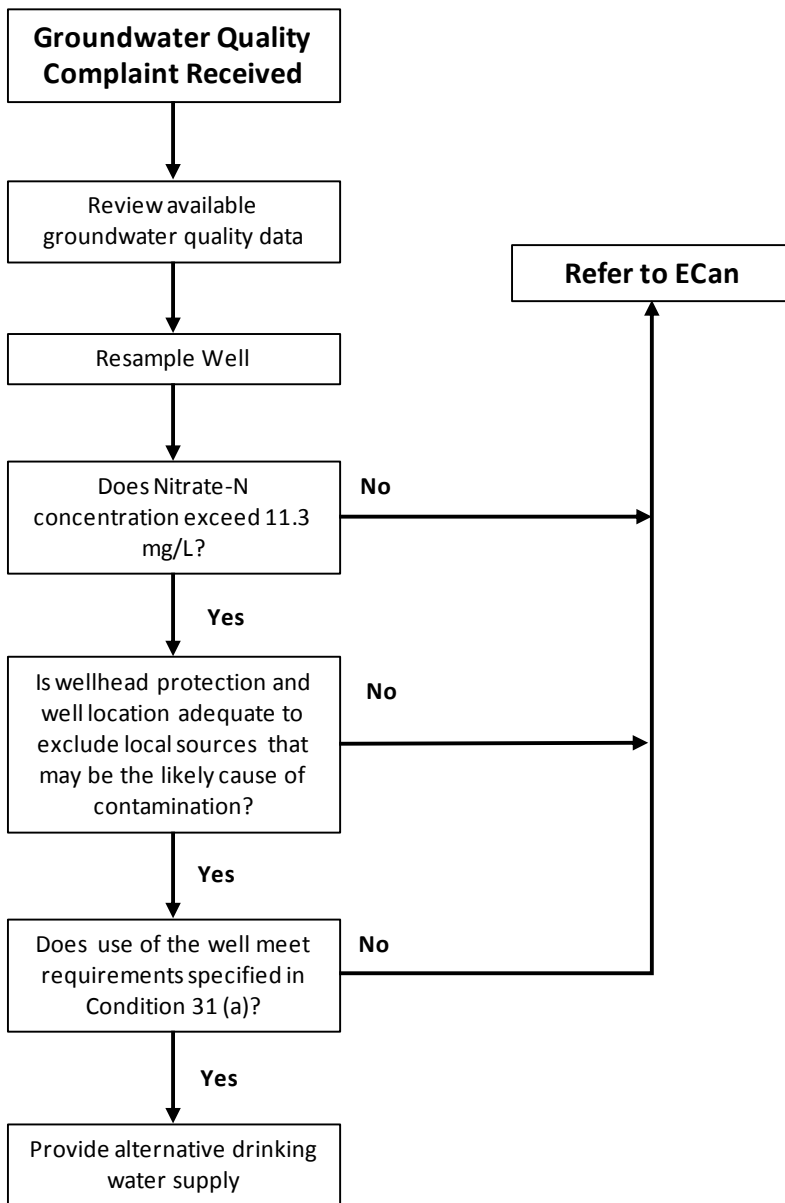 Groundwater Quality
Complaint Received
Review available
groundwater quality data
Refer to ECan
Resample Well
Does Nitrate-N
concentration exceed 11.3
mg/L?
No
Yes
Is wellhead protection and
well location adequate to
exclude local sources that
may be the likely cause of
contamination?
No
Yes
Does use of the well meet
requirements specified in
Condition 31 (a)?
No
Yes
Provide alternative drinking
water supply